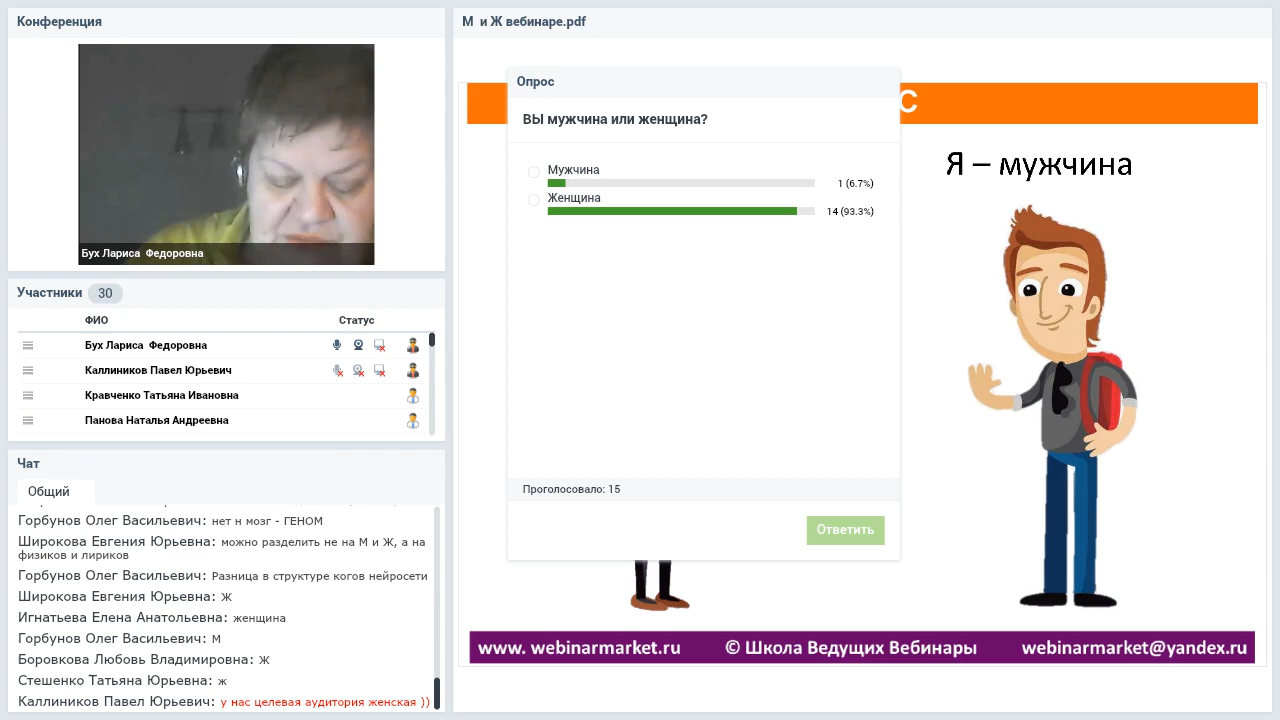 Конференция
Бух Лариса Федоровна
Участники 30
ФИО Статус
Бух Лариса Федоровна
Каллиников Павел Юрьевич
Кравченко Татьяна Ивановна
Панова Наталья Андреевна
Чат
Общий
Горбунов Олег Васильевич: нет н мозг - ГЕНОМ
Широкова Евгения Юрьевна: можно разделить не на М и Ж, а на
физиков и лириков
Горбунов Олег Васильевич: Разница в структуре когов нейросети
Широкова Евгения Юрьевна: Ж
Игнатьева Елена Анатольевна: женщина
Горбунов Олег Васильевич: М
Боровкова Любовь Владимировна: Ж
Стешенко Татьяна Юрьевна: ж
Каллиников Павел Юрьевич: у нас целевая аудитория женская ))
М и Ж вебинаре.pdf
С
Опрос
ВЫ мужчина или женщина?
Мужчина
1 (6.7%)
Женщина
14 (93.3%)
Проголосовало: 15
Ответить
Я – мужчина
www. webinarmarket.ru © Школа Ведущих Вебинары webinarmarket@yandex.ru